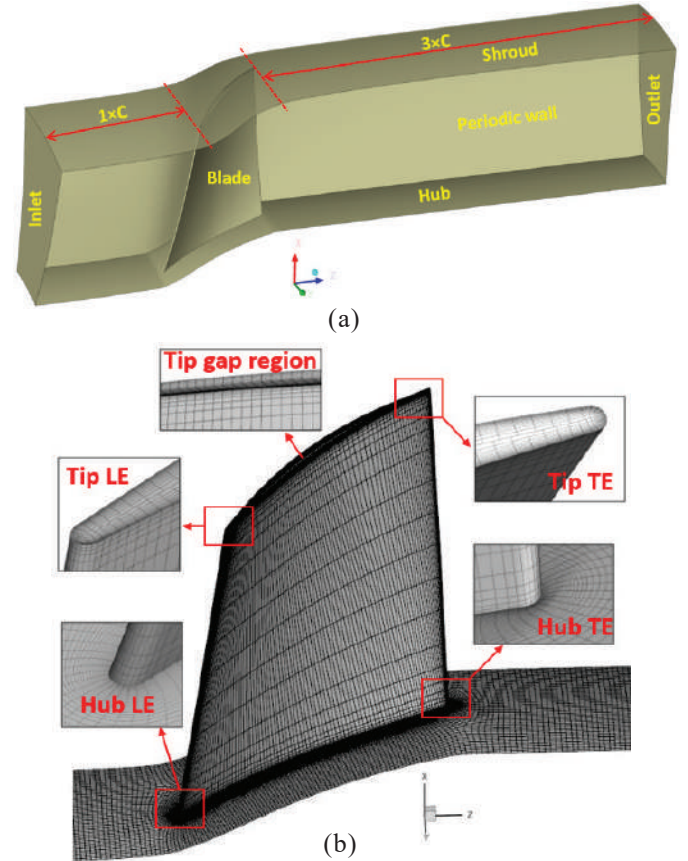 3×C
Shroud
1×C
Periodic wall
Outlet
Blade
Inlet
Hub
X
Z
(a)
Tip gap region
Tip LE
Tip TE
Hub TE
Hub LE
X
Z
Y
(b)